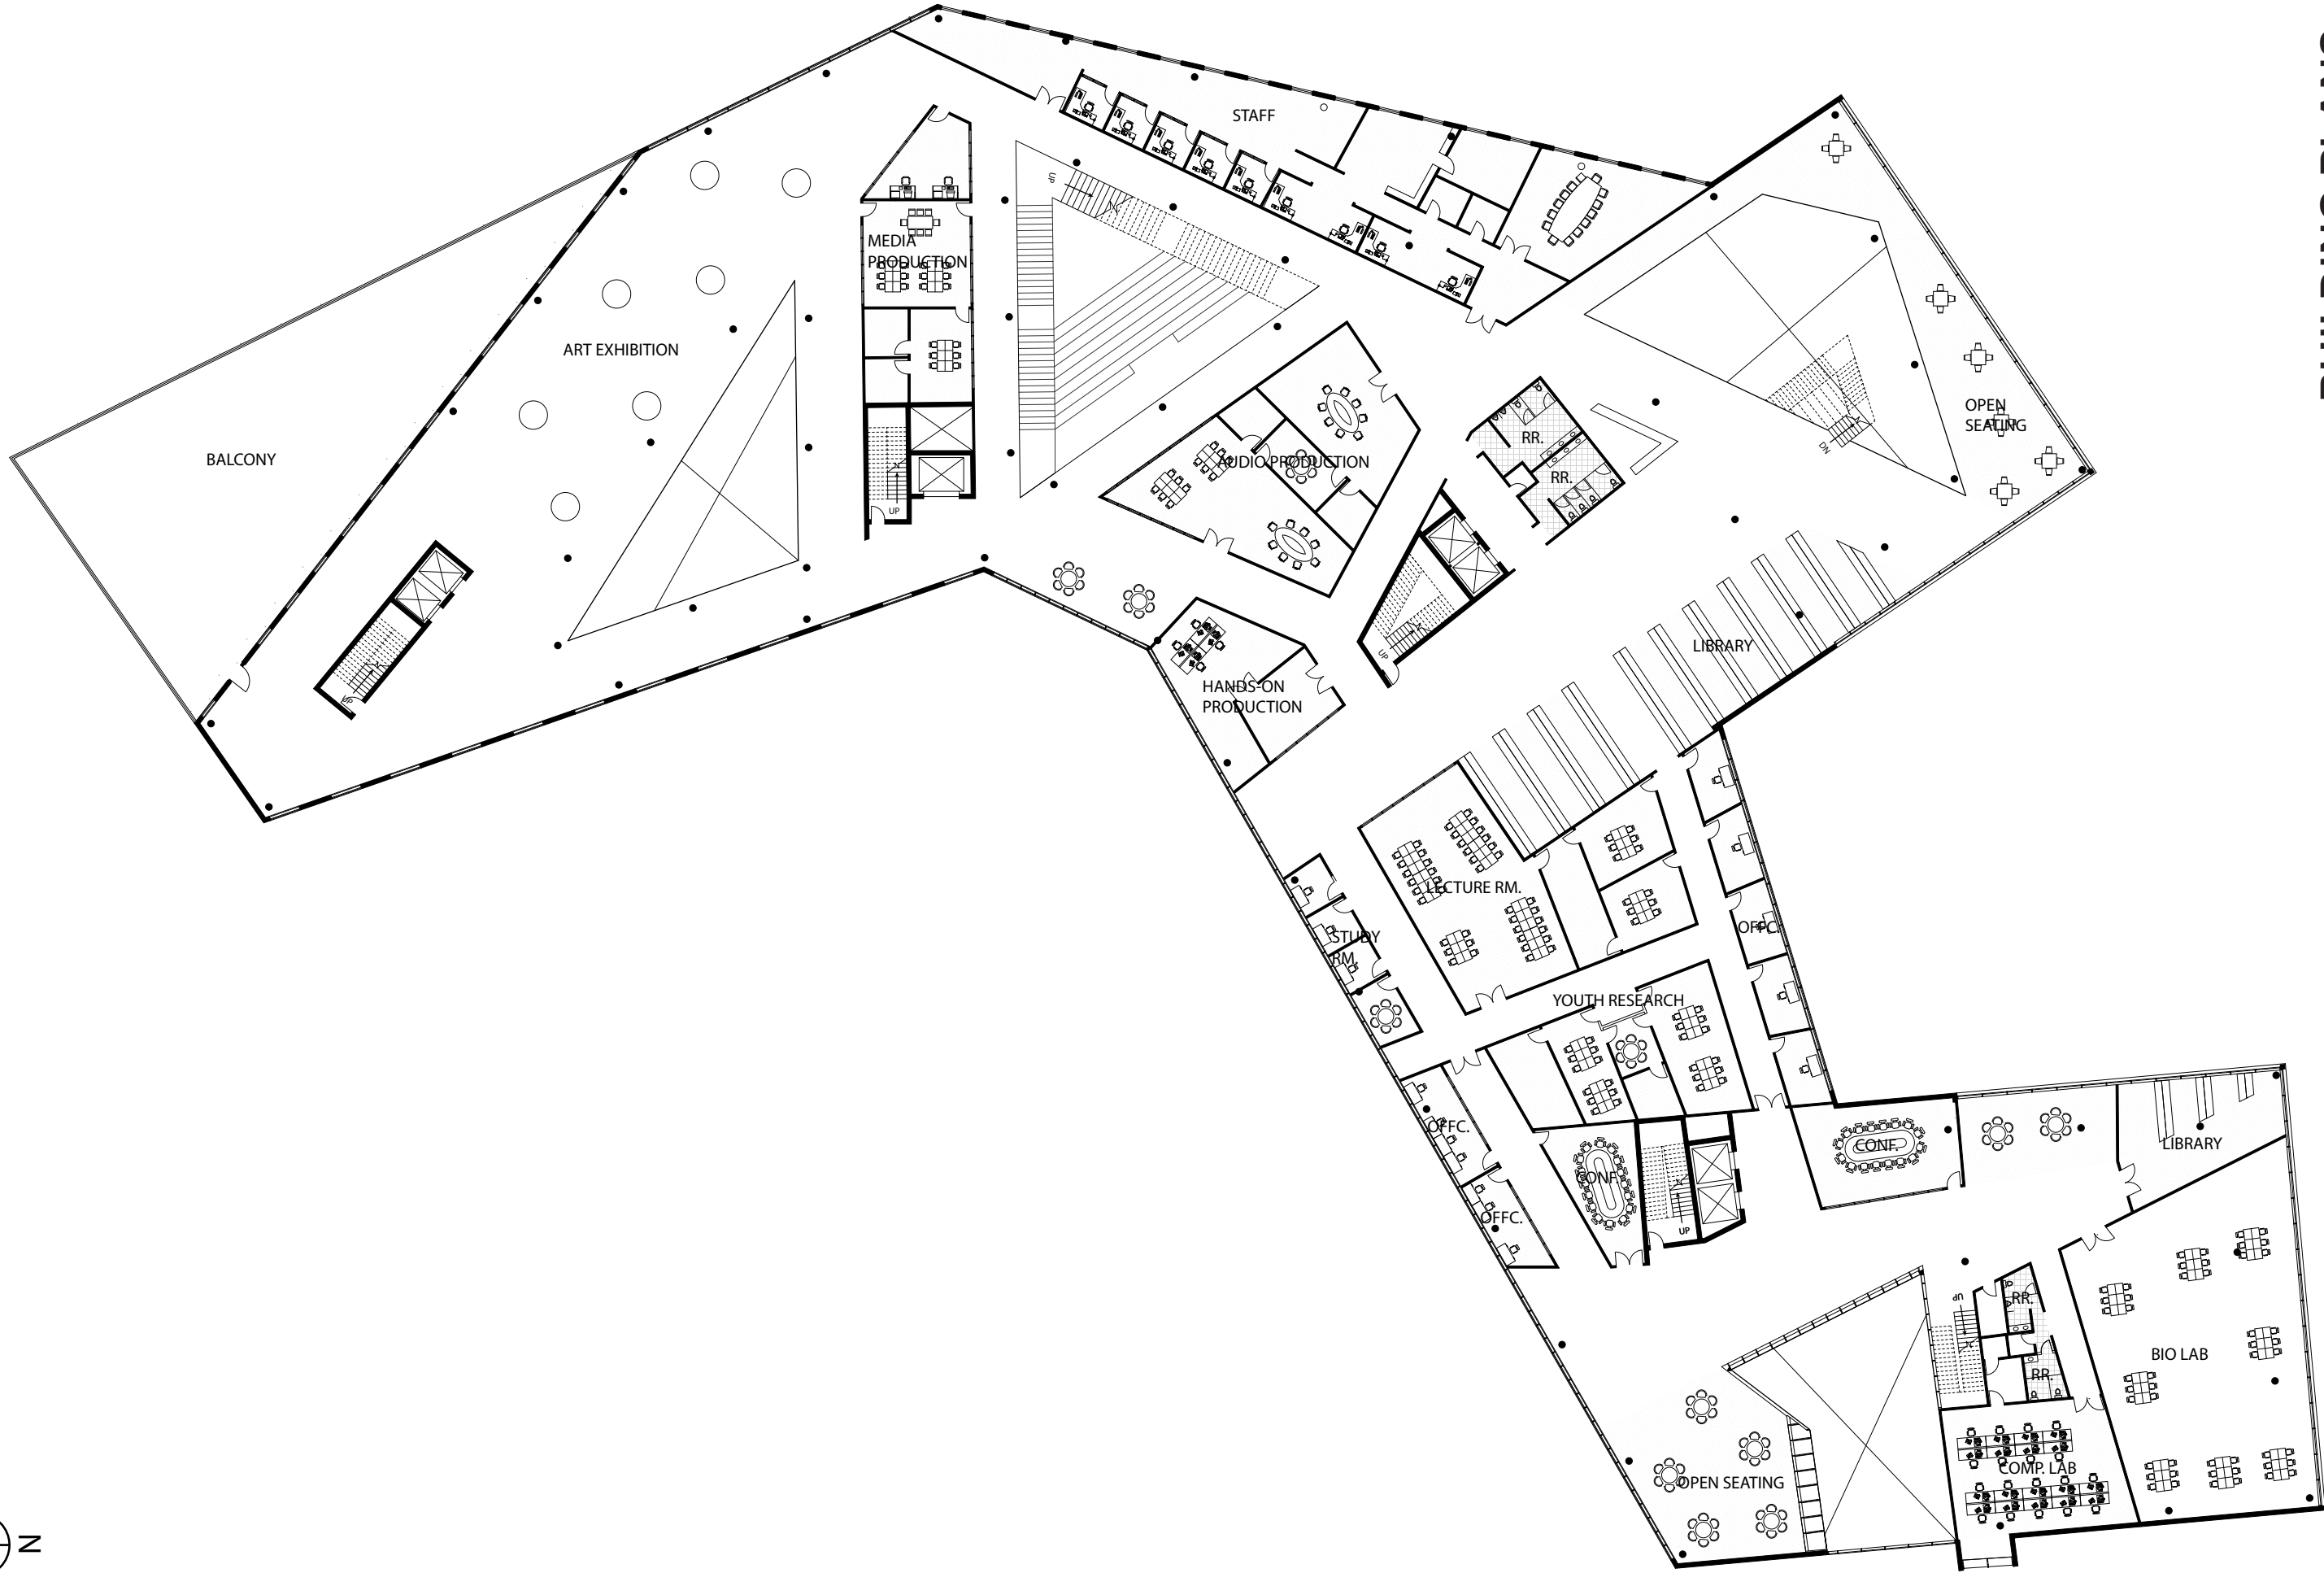 STAFF
UP
MEDIA
PRODUCTION
ART EXHIBITION
BALCONY
OPEN
SEATING
RR.
RR.
AUDIO PRODUCTION
DN
UP
UP
UP
LIBRARY
HANDS-ON
PRODUCTION
LECTURE RM.
STUDY
RM.
OFFC.
YOUTH RESEARCH
OFFC.
CONF.
CONF.
LIBRARY
OFFC.
UP
UP
RR.
RR.
BIO LAB
COMP. LAB
OPEN SEATING
N